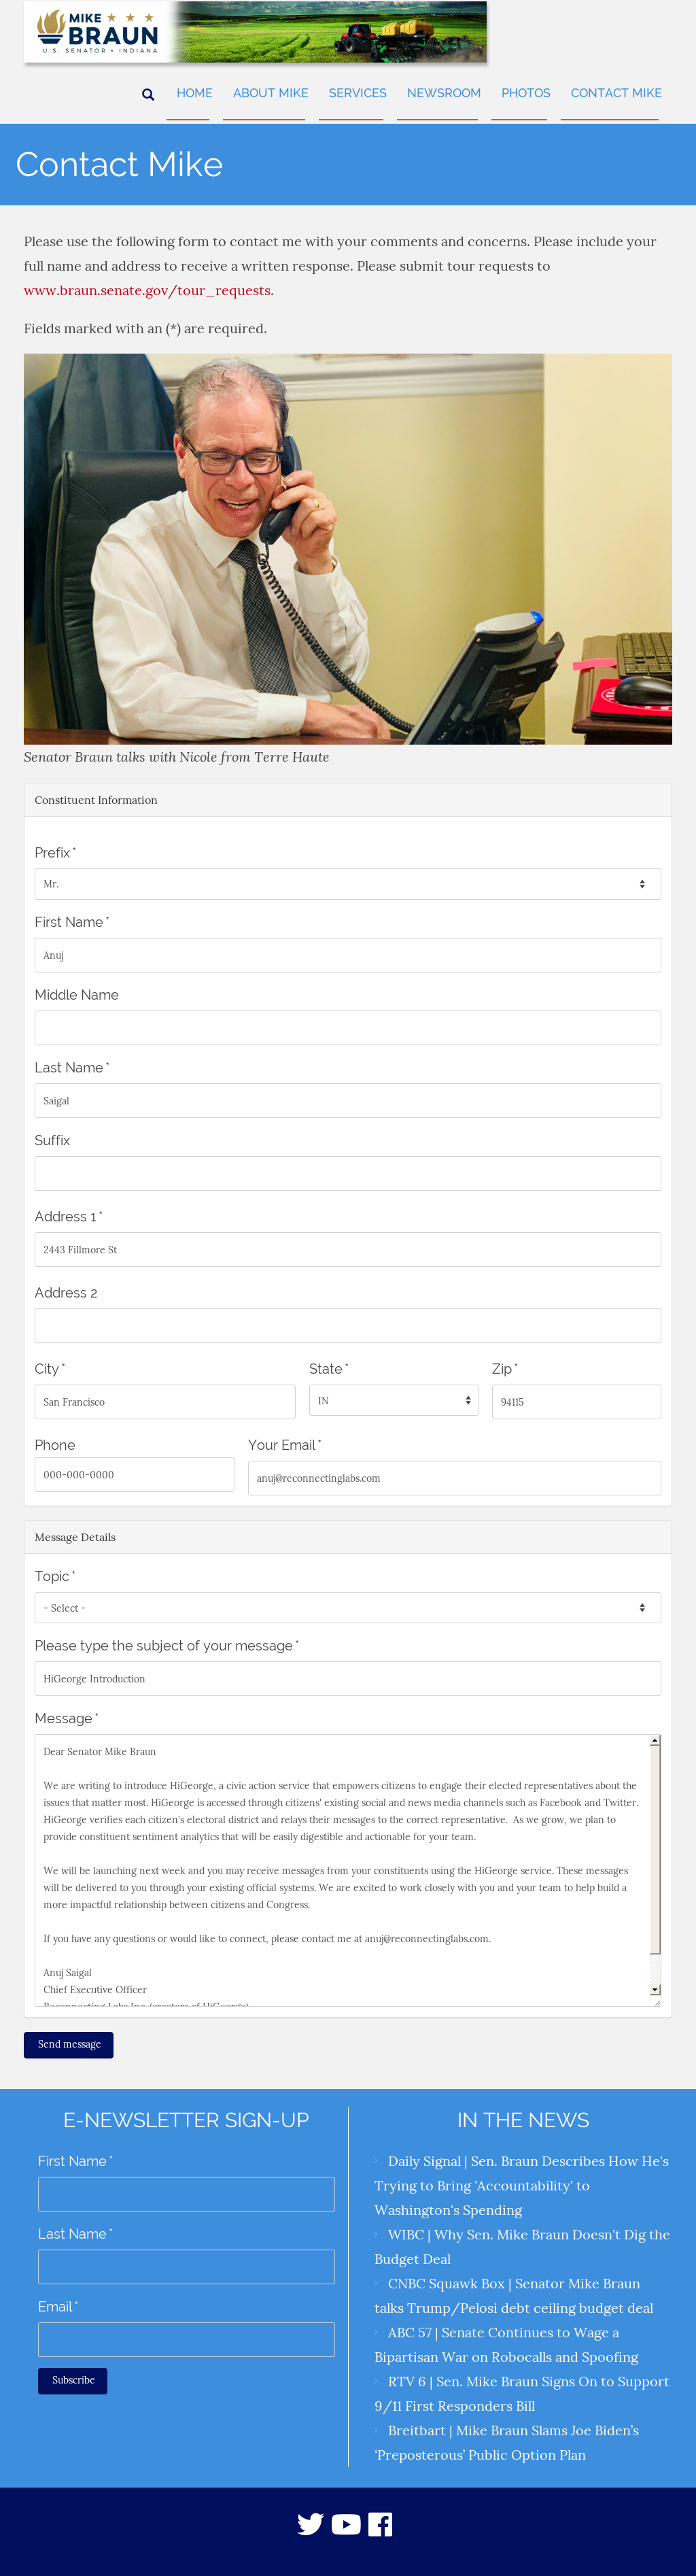 MIKE
BRAUN
U.S. SENATOR • INDIANA
HOME ABOUT MIKE SERVICES NEWSROOM PHOTOS CONTACT MIKE
Contact Mike
Please use the following form to contact me with your comments and concerns. Please include your
full name and address to receive a written response. Please submit tour requests to
www.braun.senate.gov/tour_requests.
Fields marked with an (*) are required.
Senator Braun talks with Nicole from Terre Haute
Constituent Information
Prefix *
Mr.
First Name *
Anuj
Middle Name
Last Name *
Saigal
Suffix
Address 1 *
2443 Fillmore St
Address 2
City * State * Zip *
San Francisco IN 94115
Phone Your Email *
000-000-0000 anuj@reconnectinglabs.com
Message Details
Topic *
- Select -
Please type the subject of your message *
HiGeorge Introduction
Message *
Dear Senator Mike Braun
We are writing to introduce HiGeorge, a civic action service that empowers citizens to engage their elected representatives about the
issues that matter most. HiGeorge is accessed through citizens' existing social and news media channels such as Facebook and Twitter.
HiGeorge verifies each citizen's electoral district and relays their messages to the correct representative.  As we grow, we plan to
provide constituent sentiment analytics that will be easily digestible and actionable for your team.
We will be launching next week and you may receive messages from your constituents using the HiGeorge service. These messages
will be delivered to you through your existing official systems. We are excited to work closely with you and your team to help build a
more impactful relationship between citizens and Congress.
If you have any questions or would like to connect, please contact me at anuj@reconnectinglabs.com.
Anuj Saigal
Chief Executive Officer
Reconnecting Labs Inc. (creators of HiGeorge)
Send message
E-NEWSLETTER SIGN-UP
First Name *
Last Name *
Email *
Subscribe
IN THE NEWS
Daily Signal | Sen. Braun Describes How He's
Trying to Bring 'Accountability' to
Washington's Spending
WIBC | Why Sen. Mike Braun Doesn't Dig the
Budget Deal
CNBC Squawk Box | Senator Mike Braun
talks Trump/Pelosi debt ceiling budget deal
ABC 57 | Senate Continues to Wage a
Bipartisan War on Robocalls and Spoofing
RTV 6 | Sen. Mike Braun Signs On to Support
9/11 First Responders Bill
Breitbart | Mike Braun Slams Joe Biden's
'Preposterous' Public Option Plan